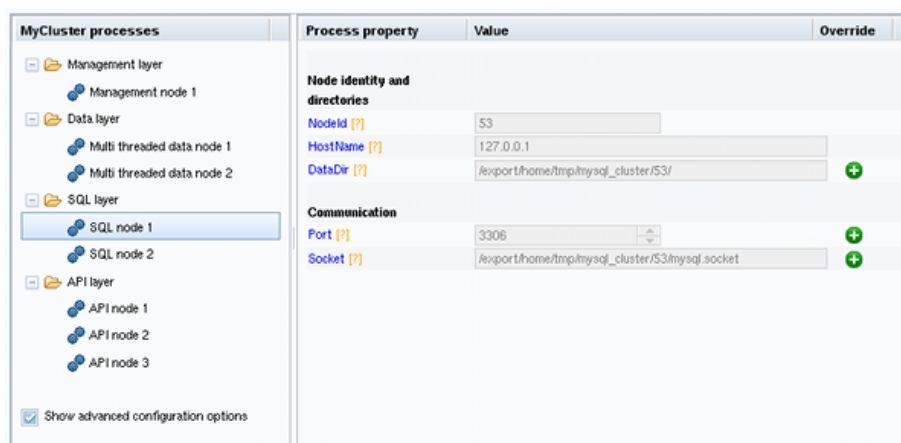 MyCluster processes
Management layer
Management node 1
Data layer
Multi threaded data node 1
Multi threaded data node 2
SQL layer
SQL node 1
SQL node 2
API layer
API node 1
API node 2
API node 3
Show advanced configuration options
Process property Value Override
Node identity and
directories
NodeId [?] 53
HostName [?] 127.0.0.1
DataDir [?] /export/home/tmp/mysql_cluster/53/
Communication
Port [?] 3306
Socket [?] /export/home/tmp/mysql_cluster/53/mysql.socket